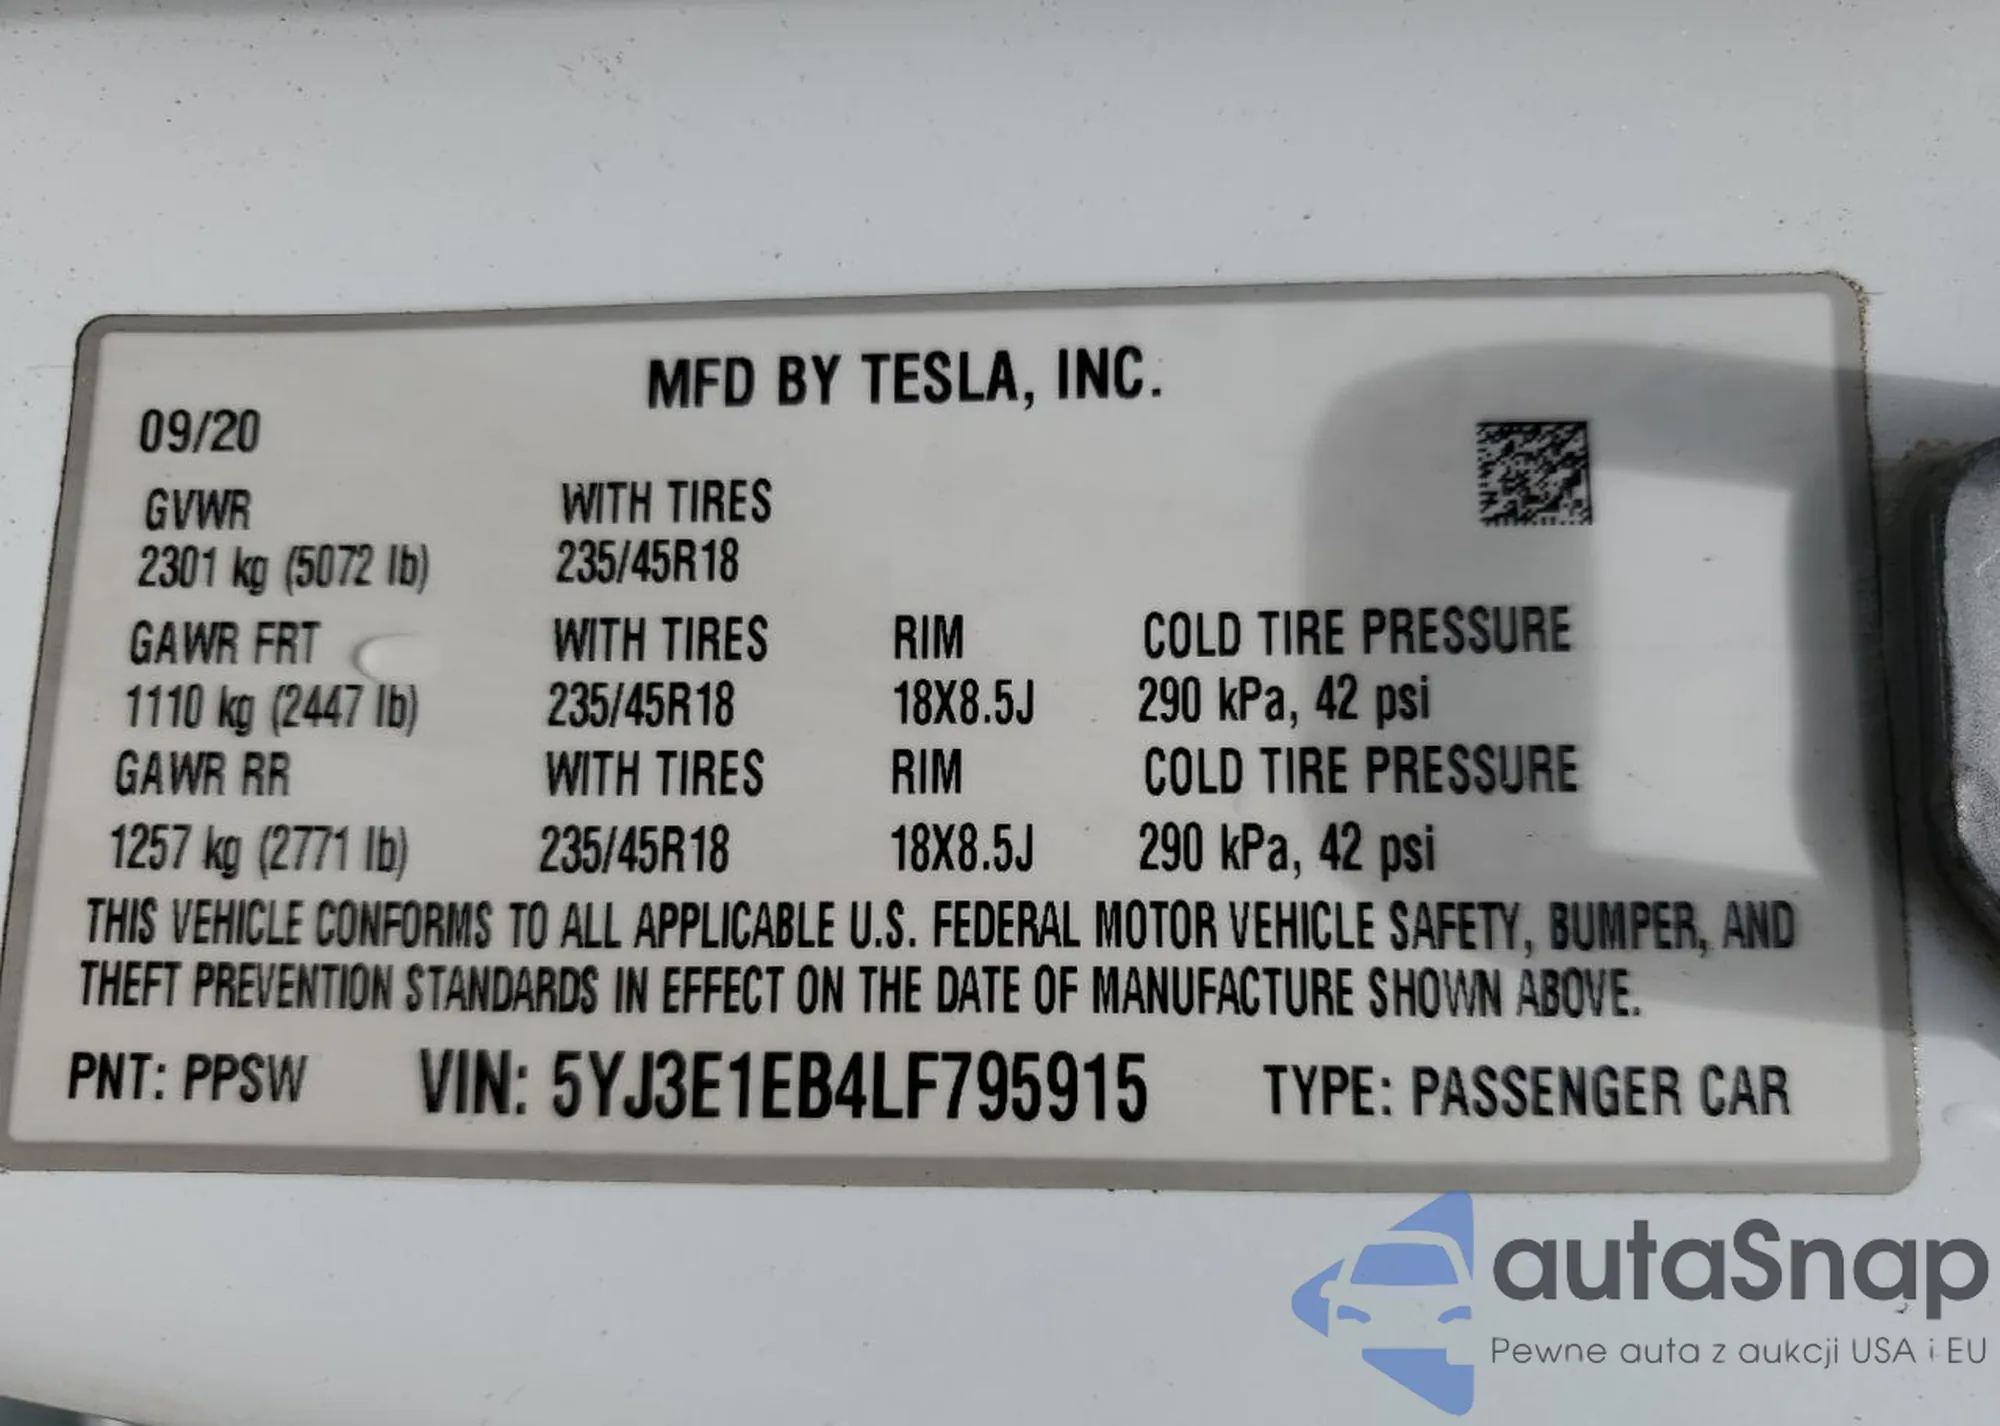 MFD BY TESLA, INC.
09/20
GVWR WITH TIRES
2301 kg (5072 lb) 235/45R18
GAWR FRT WITH TIRES RIM COLD TIRE PRESSURE
1110 kg (2447 lb) 235/45R18 18X8.5J 290 kPa, 42 psi
GAWR RR WITH TIRES RIM COLD TIRE PRESSURE
1257 kg (2771 lb) 235/45R18 18X8.5J 290 kPa, 42 psi
THIS VEHICLE CONFORMS TO ALL APPLICABLE U.S. FEDERAL MOTOR VEHICLE SAFETY, BUMPER, AND
THEFT PREVENTION STANDARDS IN EFFECT ON THE DATE OF MANUFACTURE SHOWN ABOVE.
PNT: PPSW VIN: 5YJ3E1EB4LF795915 TYPE: PASSENGER CAR
autaSnap
Pewne auta z aukcji USA i EU